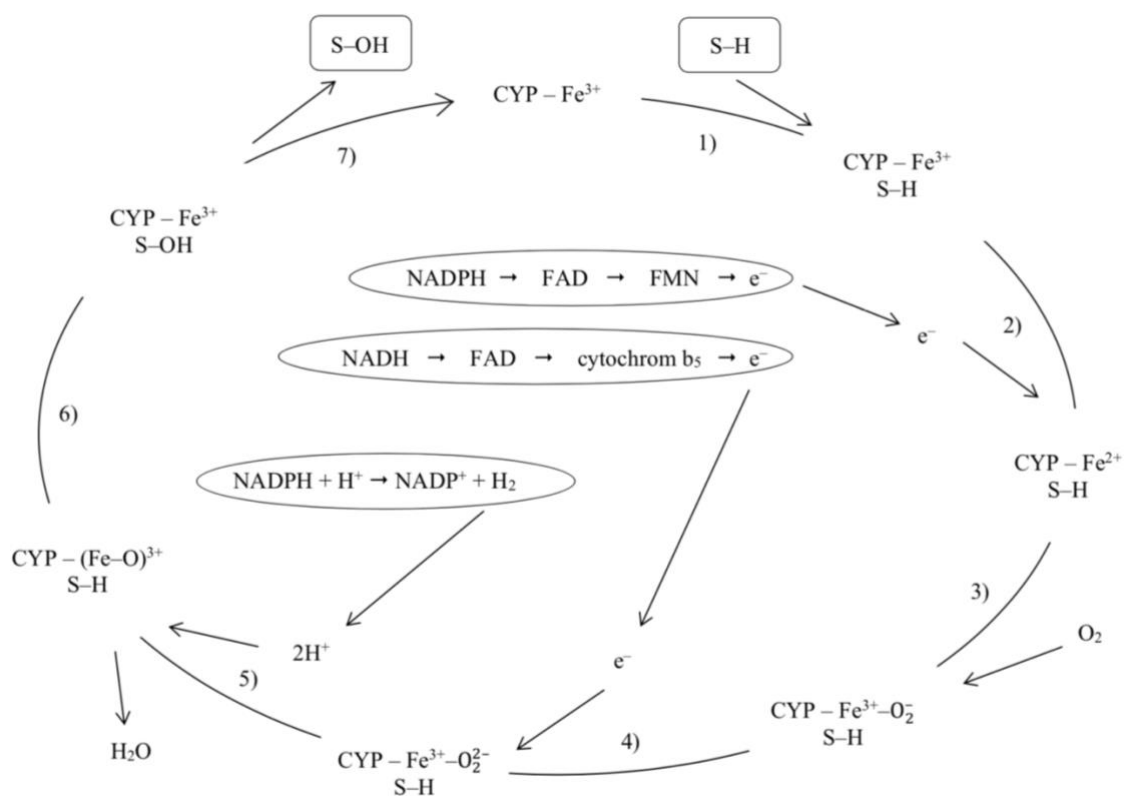 S–OH
S–H
CYP – Fe³⁺
1)
7)
CYP – Fe³⁺
S–H
CYP – Fe³⁺
S–OH
NADPH → FAD → FMN → e⁻
e⁻
2)
NADH → FAD → cytochrom b₅ → e⁻
6)
CYP – Fe²⁺
S–H
NADPH + H⁺ → NADP⁺ + H₂
CYP – (Fe–O)³⁺
S–H
3)
O₂
2H⁺
e⁻
5)
CYP – Fe³⁺–O₂⁻
S–H
4)
H₂O
CYP – Fe³⁺–O₂²⁻
S–H